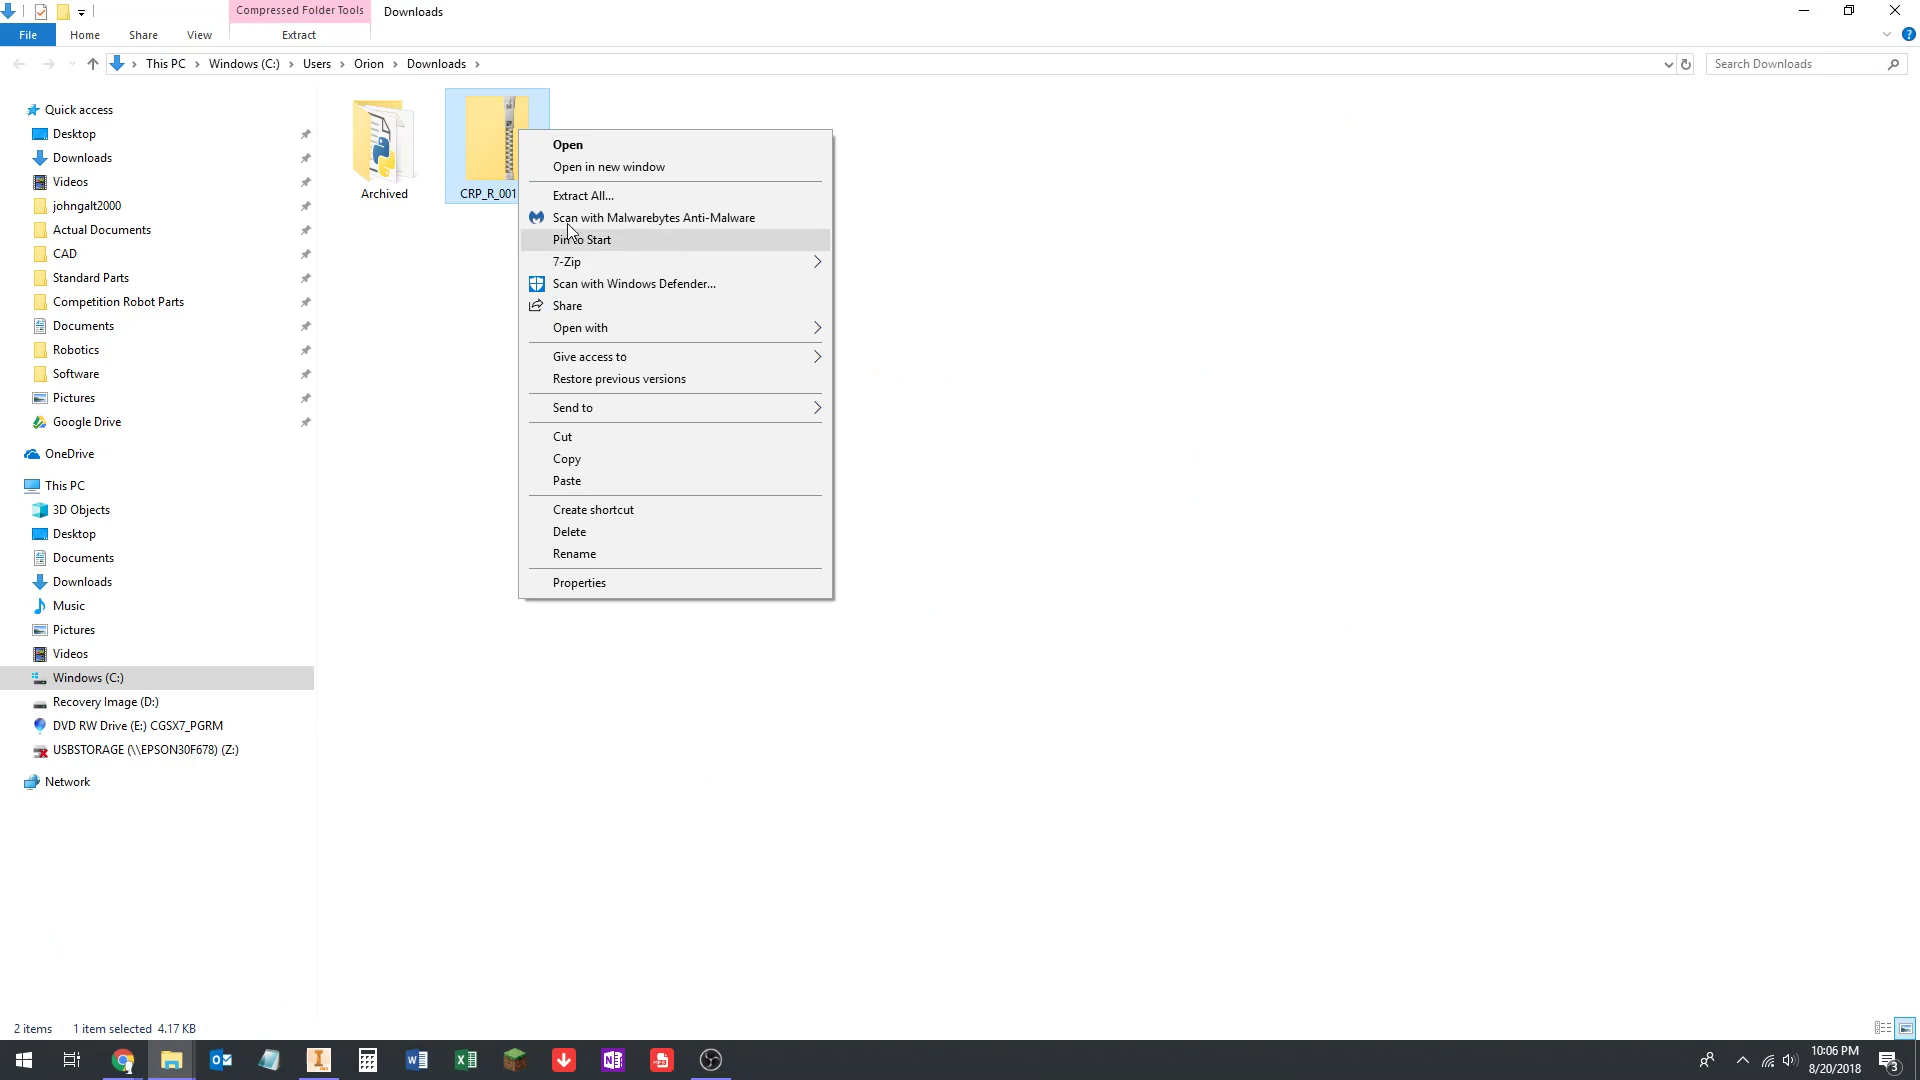 Compressed Folder Tools
Downloads
File
Home
Share
View
Extract
This PC
Windows (C:)
Users
Orion
Downloads
Search Downloads
Quick access
Desktop
Downloads
Videos
johngalt2000
Actual Documents
CAD
Standard Parts
Competition Robot Parts
Documents
Robotics
Software
Pictures
Google Drive
OneDrive
This PC
3D Objects
Desktop
Documents
Downloads
Music
Pictures
Videos
Windows (C:)
Recovery Image (D:)
DVD RW Drive (E:) CGSX7_PGRM
USBSTORAGE (\\EPSON30F678) (Z:)
Network
Archived
CRP_R_001
Open
Open in new window
Extract All...
Scan with Malwarebytes Anti-Malware
Pin to Start
7-Zip
Scan with Windows Defender...
Share
Open with
Give access to
Restore previous versions
Send to
Cut
Copy
Paste
Create shortcut
Delete
Rename
Properties
2 items
1 item selected 4.17 KB
10:06 PM
8/20/2018
3